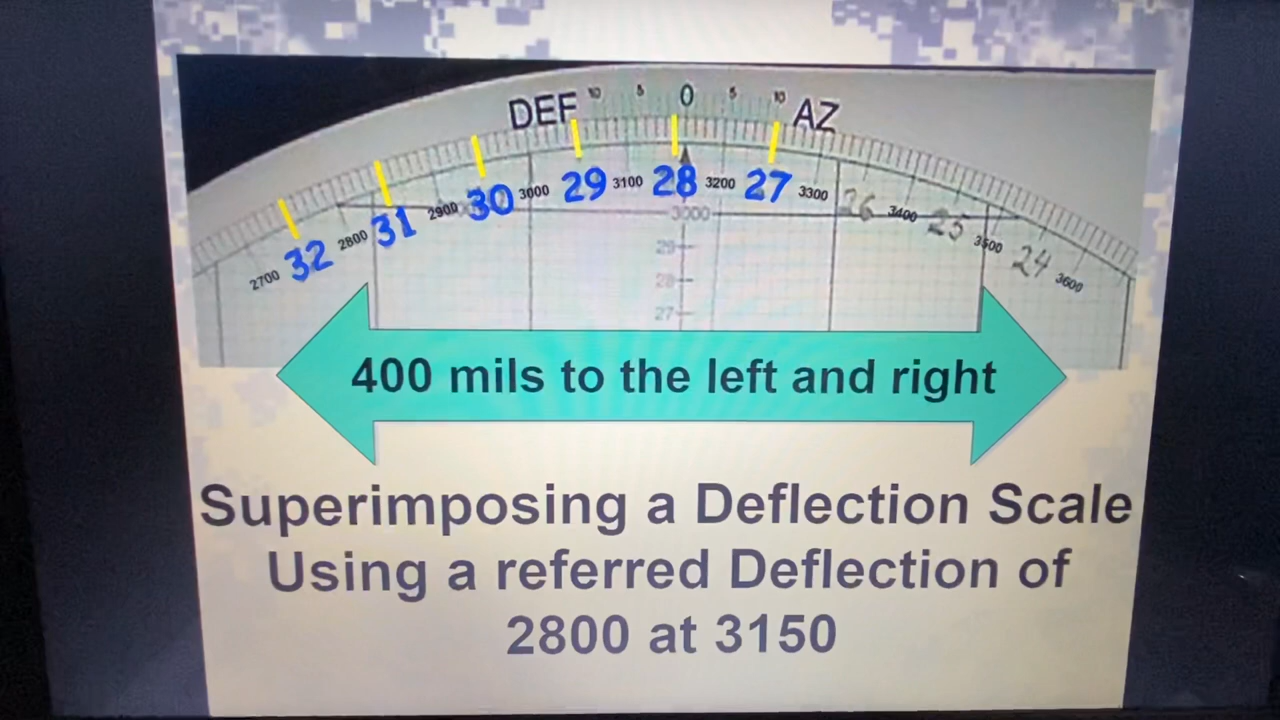 DEF 10 5 0 5 10 AZ
32 31 30 29 28 27 26 25 24
2700 2800 2900 3000 3100 3200 3300 3400 3500 3600
3000
29
28
27
400 mils to the left and right
Superimposing a Deflection Scale
Using a referred Deflection of
2800 at 3150